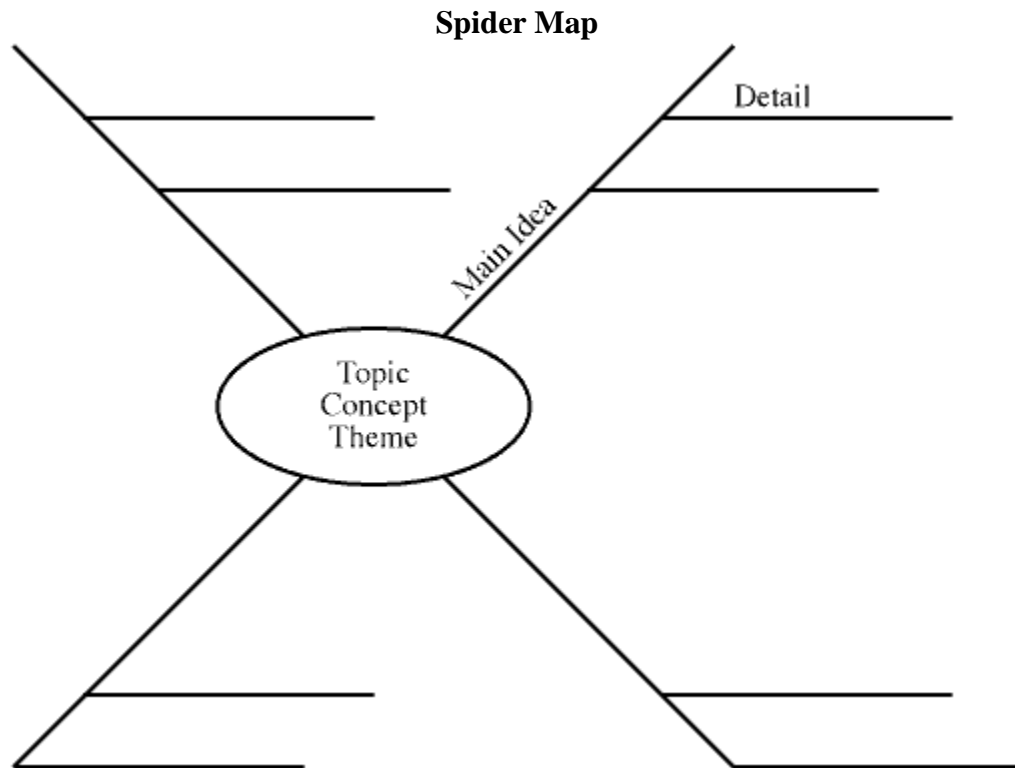 Spider Map
Detail
Main Idea
Topic
Concept
Theme